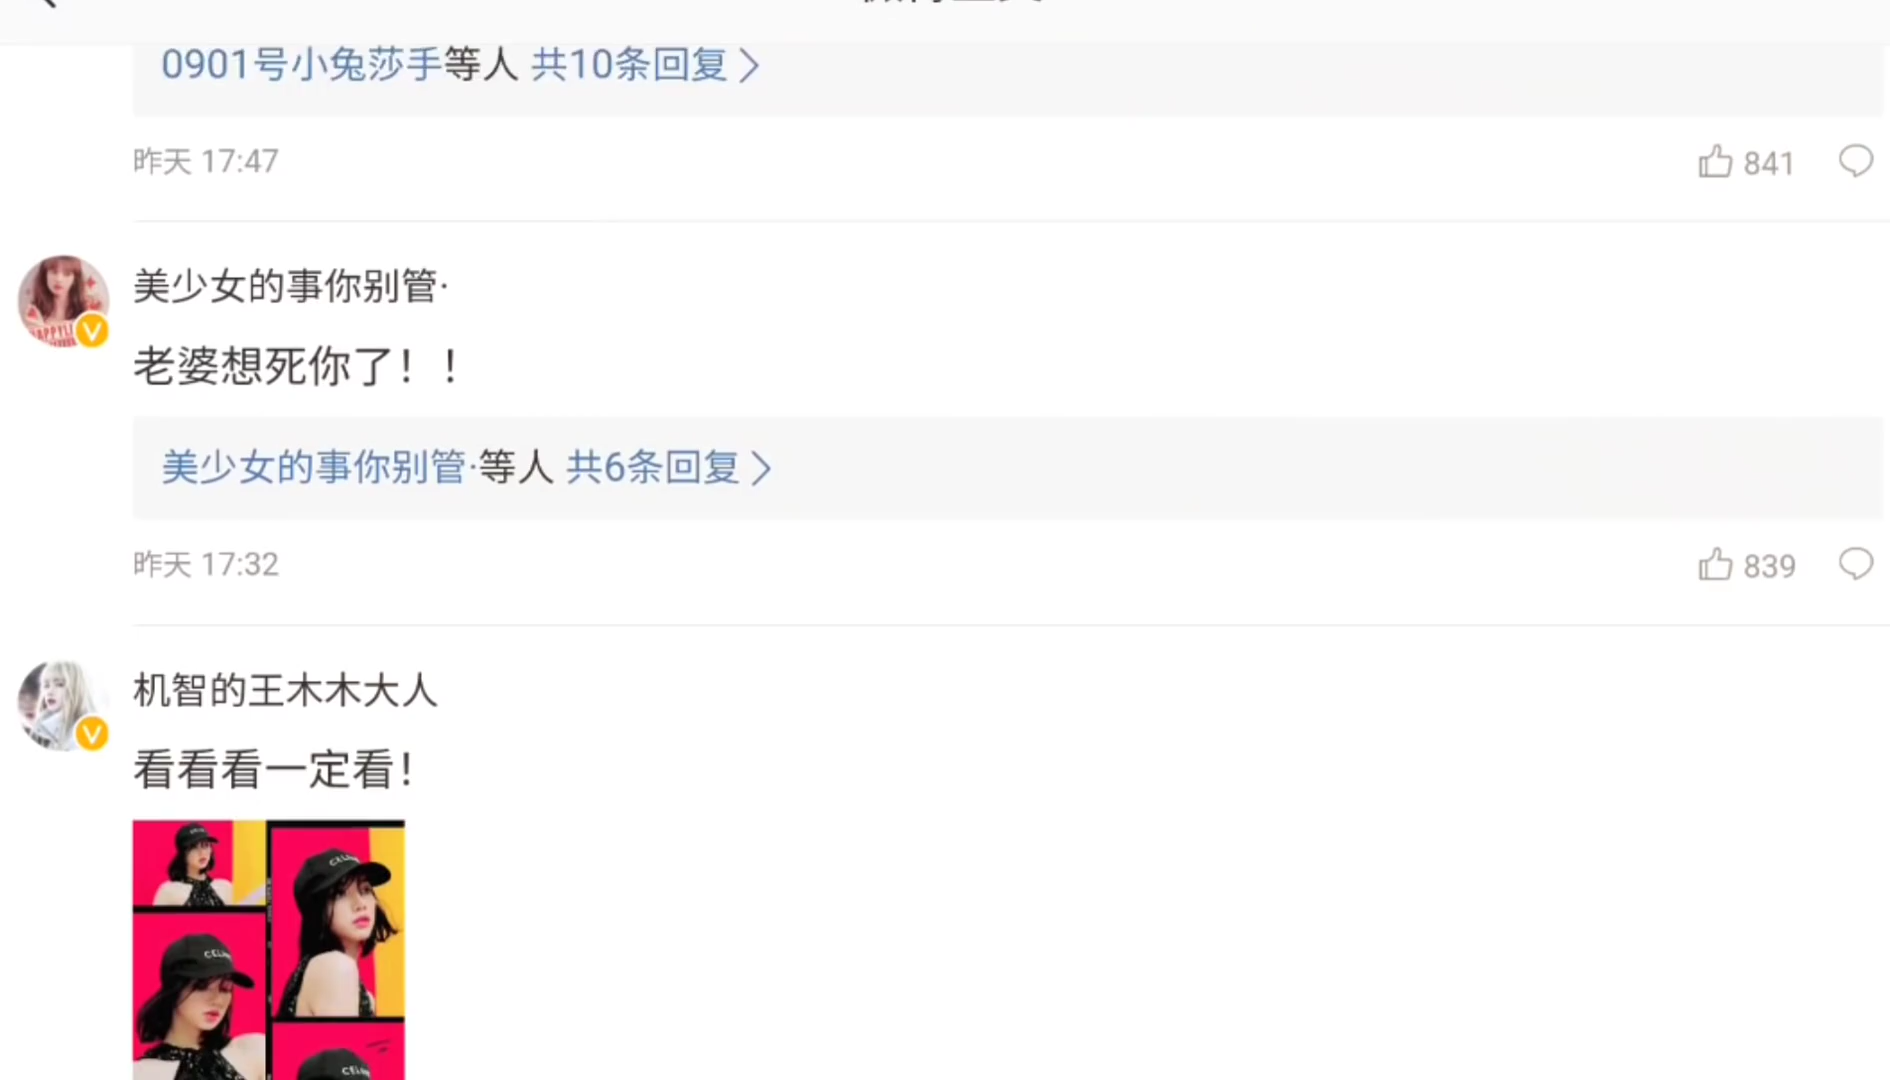 0901号小兔莎手等人 共10条回复
昨天 17:47
841
美少女的事你别管·
老婆想死你了！！
美少女的事你别管·等人 共6条回复
昨天 17:32
839
机智的王木木大人
看看看一定看！